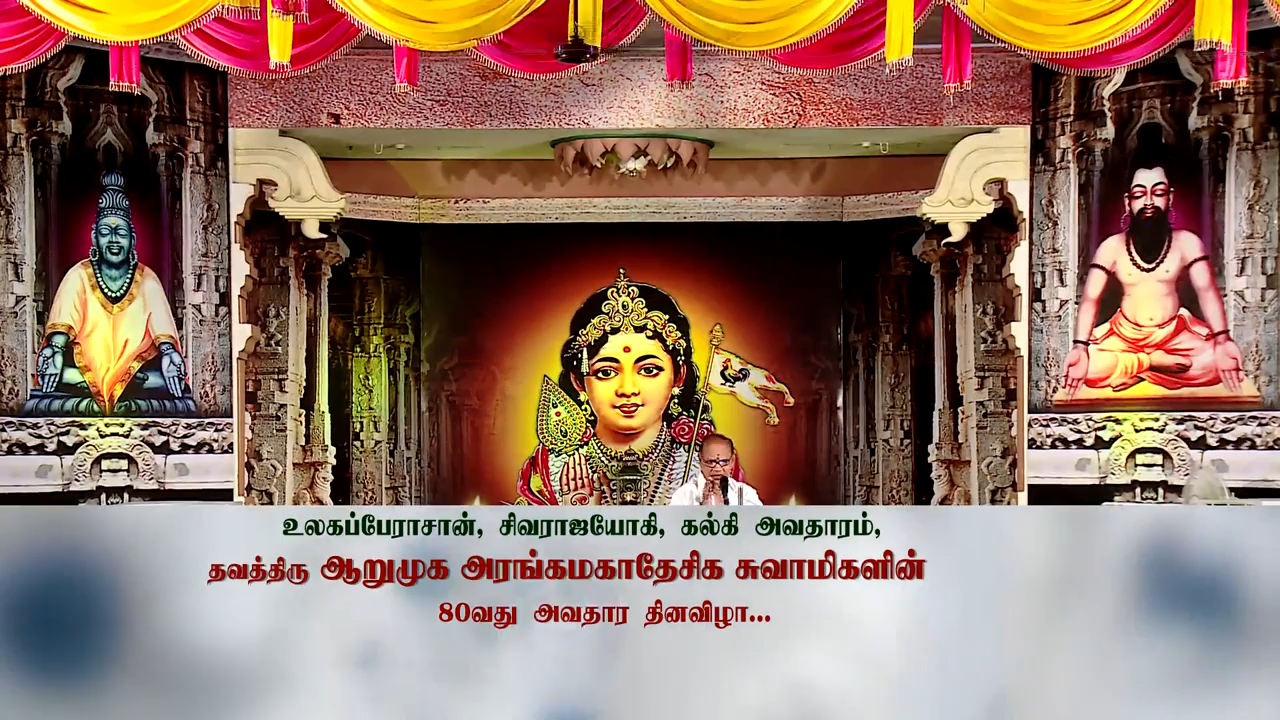 உலகப்பேராசான், சிவராஜயோகி, கல்கி அவதாரம்,
தவத்திரு ஆறுமுக அரங்கமகாதேசிக சுவாமிகளின்
80வது அவதார தினவிழா...